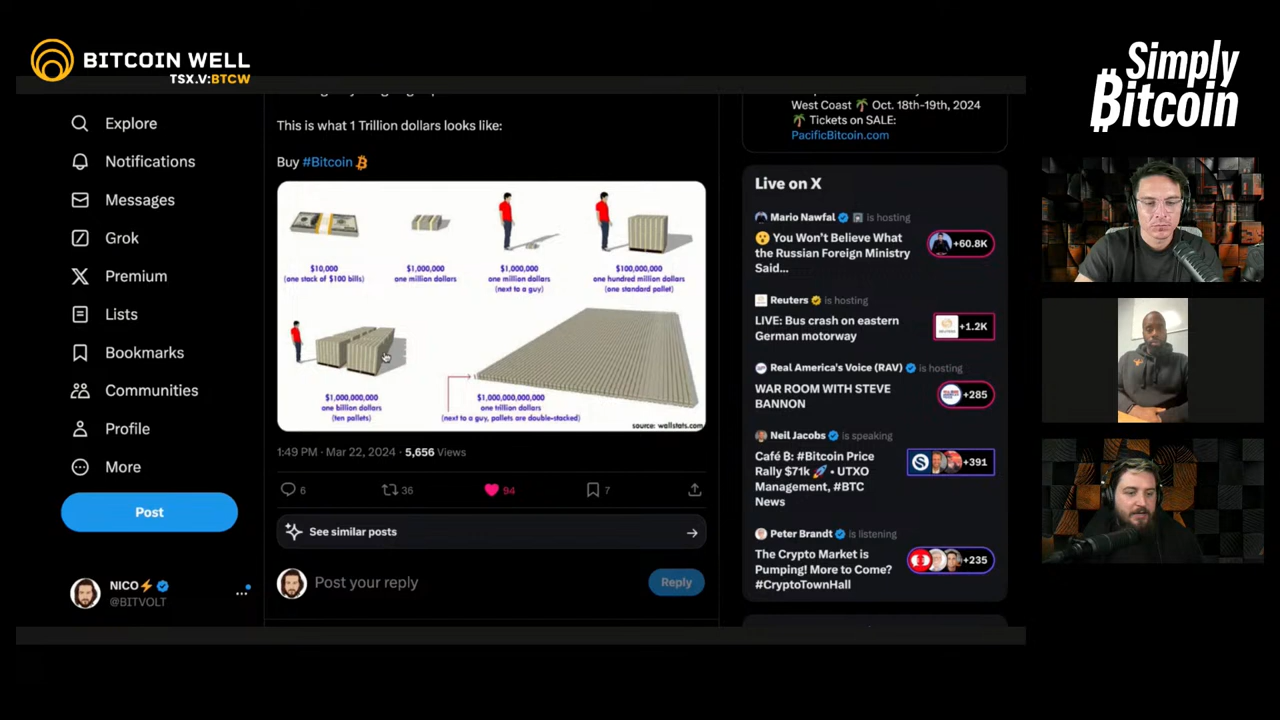 BITCOIN WELL
TSX.V:BTCW
Simply
Bitcoin
Explore
Notifications
Messages
Grok
Premium
Lists
Bookmarks
Communities
Profile
More
Post
NICO⚡
@BITVOLT
This is what 1 Trillion dollars looks like:
Buy #Bitcoin
$10,000
(one stack of $100 bills)
$1,000,000
one million dollars
$1,000,000
one million dollars
(next to a guy)
$100,000,000
one hundred million dollars
(one standard pallet)
$1,000,000,000
one billion dollars
(ten pallets)
$1,000,000,000,000
one trillion dollars
(next to a guy, pallets are double-stacked)
source: wallstats.com
1:49 PM · Mar 22, 2024 · 5,656 Views
6
36
94
7
See similar posts
Post your reply
Reply
West Coast 🌴 Oct. 18th-19th, 2024
🌴 Tickets on SALE:
PacificBitcoin.com
Live on X
Mario Nawfal is hosting
😮 You Won't Believe What
the Russian Foreign Ministry
Said...
+60.8K
Reuters is hosting
LIVE: Bus crash on eastern
German motorway
+1.2K
Real America's Voice (RAV) is hosting
WAR ROOM WITH STEVE
BANNON
+285
Neil Jacobs is speaking
Café B: #Bitcoin Price
Rally $71k 🚀 • UTXO
Management, #BTC
News
+391
Peter Brandt is listening
The Crypto Market is
Pumping! More to Come?
#CryptoTownHall
+235